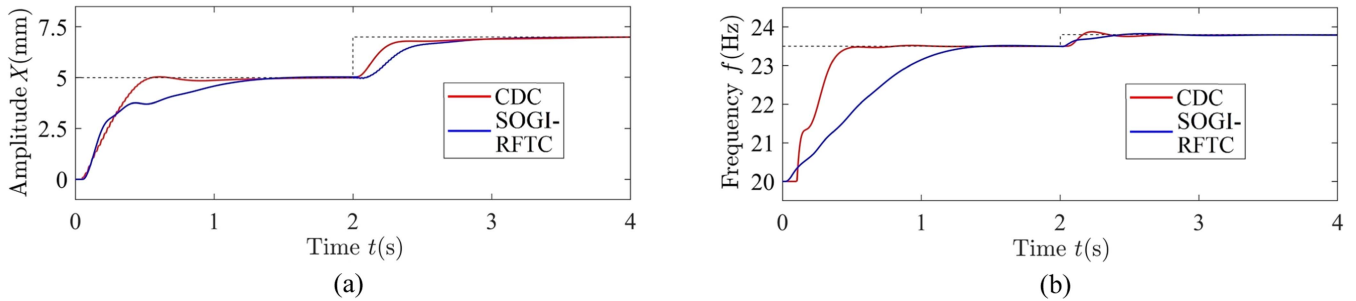 (a)
Amplitude X(mm)
7.5
5
2.5
0
CDC
SOGI-
RFTC
0
1
2
3
4
Time t(s)
(b)
Frequency f(Hz)
24
23
22
21
20
CDC
SOGI-
RFTC
0
1
2
3
4
Time t(s)